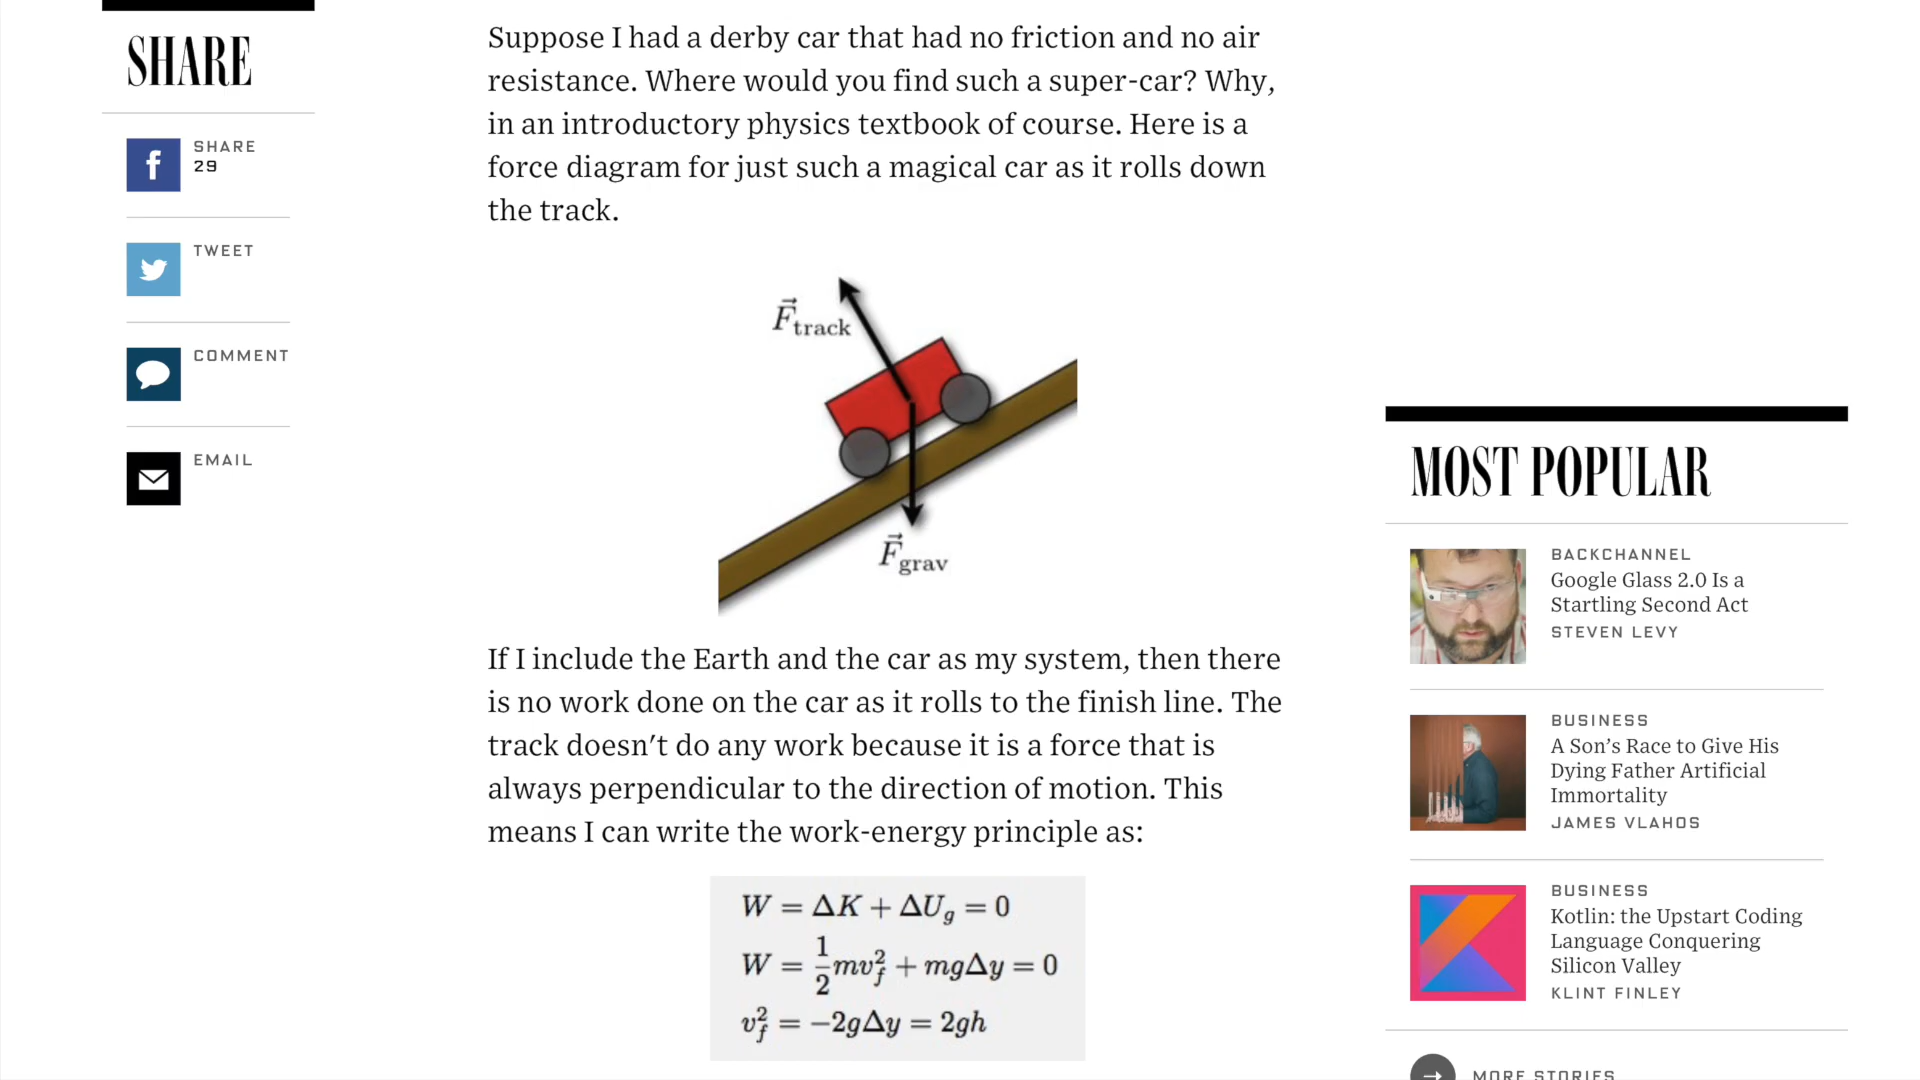 SHARE
SHARE
29
TWEET
COMMENT
EMAIL
Suppose I had a derby car that had no friction and no air
resistance. Where would you find such a super-car? Why,
in an introductory physics textbook of course. Here is a
force diagram for just such a magical car as it rolls down
the track.
F⃗track
F⃗grav
If I include the Earth and the car as my system, then there
is no work done on the car as it rolls to the finish line. The
track doesn't do any work because it is a force that is
always perpendicular to the direction of motion. This
means I can write the work-energy principle as:
W = ΔK + ΔU_g = 0
W = 1/2 mv_f^2 + mgΔy = 0
v_f^2 = −2gΔy = 2gh
MOST POPULAR
BACKCHANNEL
Google Glass 2.0 Is a
Startling Second Act
STEVEN LEVY
BUSINESS
A Son’s Race to Give His
Dying Father Artificial
Immortality
JAMES VLAHOS
BUSINESS
Kotlin: the Upstart Coding
Language Conquering
Silicon Valley
KLINT FINLEY
MORE STORIES